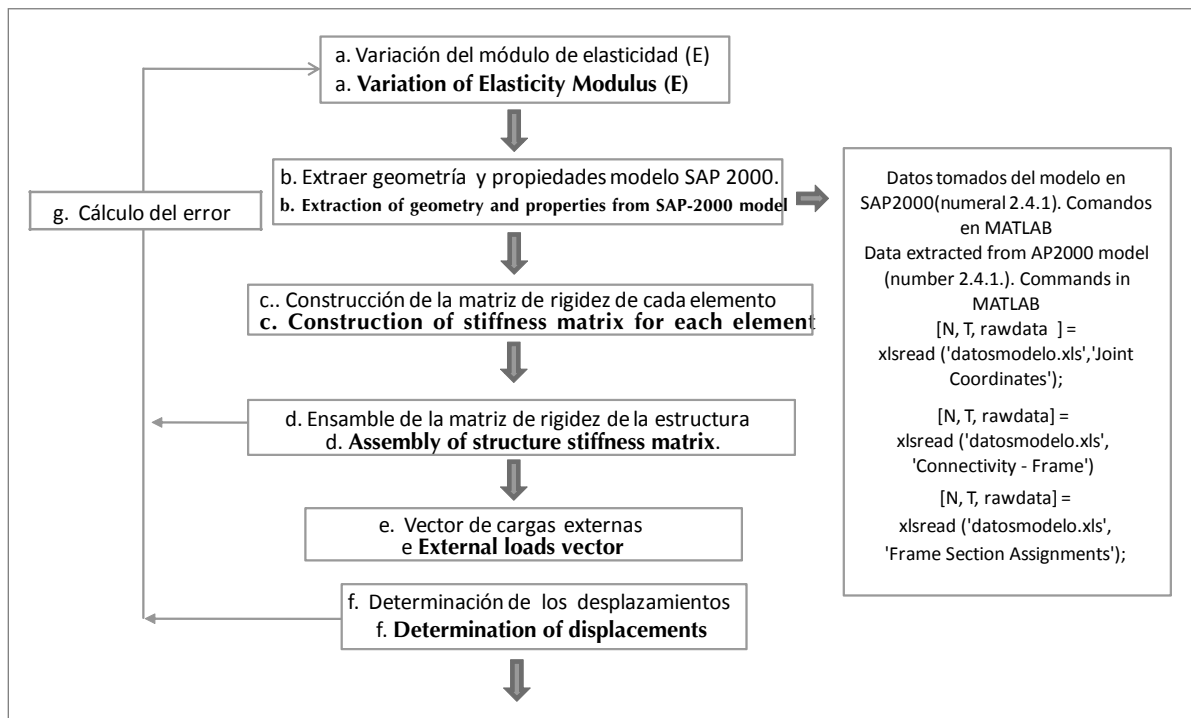 a. Variación del módulo de elasticidad (E)
a. Variation of Elasticity Modulus (E)
b. Extraer geometría y propiedades modelo SAP 2000.
b. Extraction of geometry and properties from SAP-2000 model
g. Cálculo del error
c.. Construcción de la matriz de rigidez de cada elemento
c. Construction of stiffness matrix for each element
d. Ensamble de la matriz de rigidez de la estructura
d. Assembly of structure stiffness matrix.
e. Vector de cargas externas
e External loads vector
f. Determinación de los desplazamientos
f. Determination of displacements
Datos tomados del modelo en
SAP2000(numeral 2.4.1). Comandos
en MATLAB
Data extracted from AP2000 model
(number 2.4.1.). Commands in
MATLAB
[N, T, rawdata ] =
xlsread ('datosmodelo.xls','Joint
Coordinates');
[N, T, rawdata] =
xlsread ('datosmodelo.xls',
'Connectivity - Frame')
[N, T, rawdata] =
xlsread ('datosmodelo.xls',
'Frame Section Assignments');